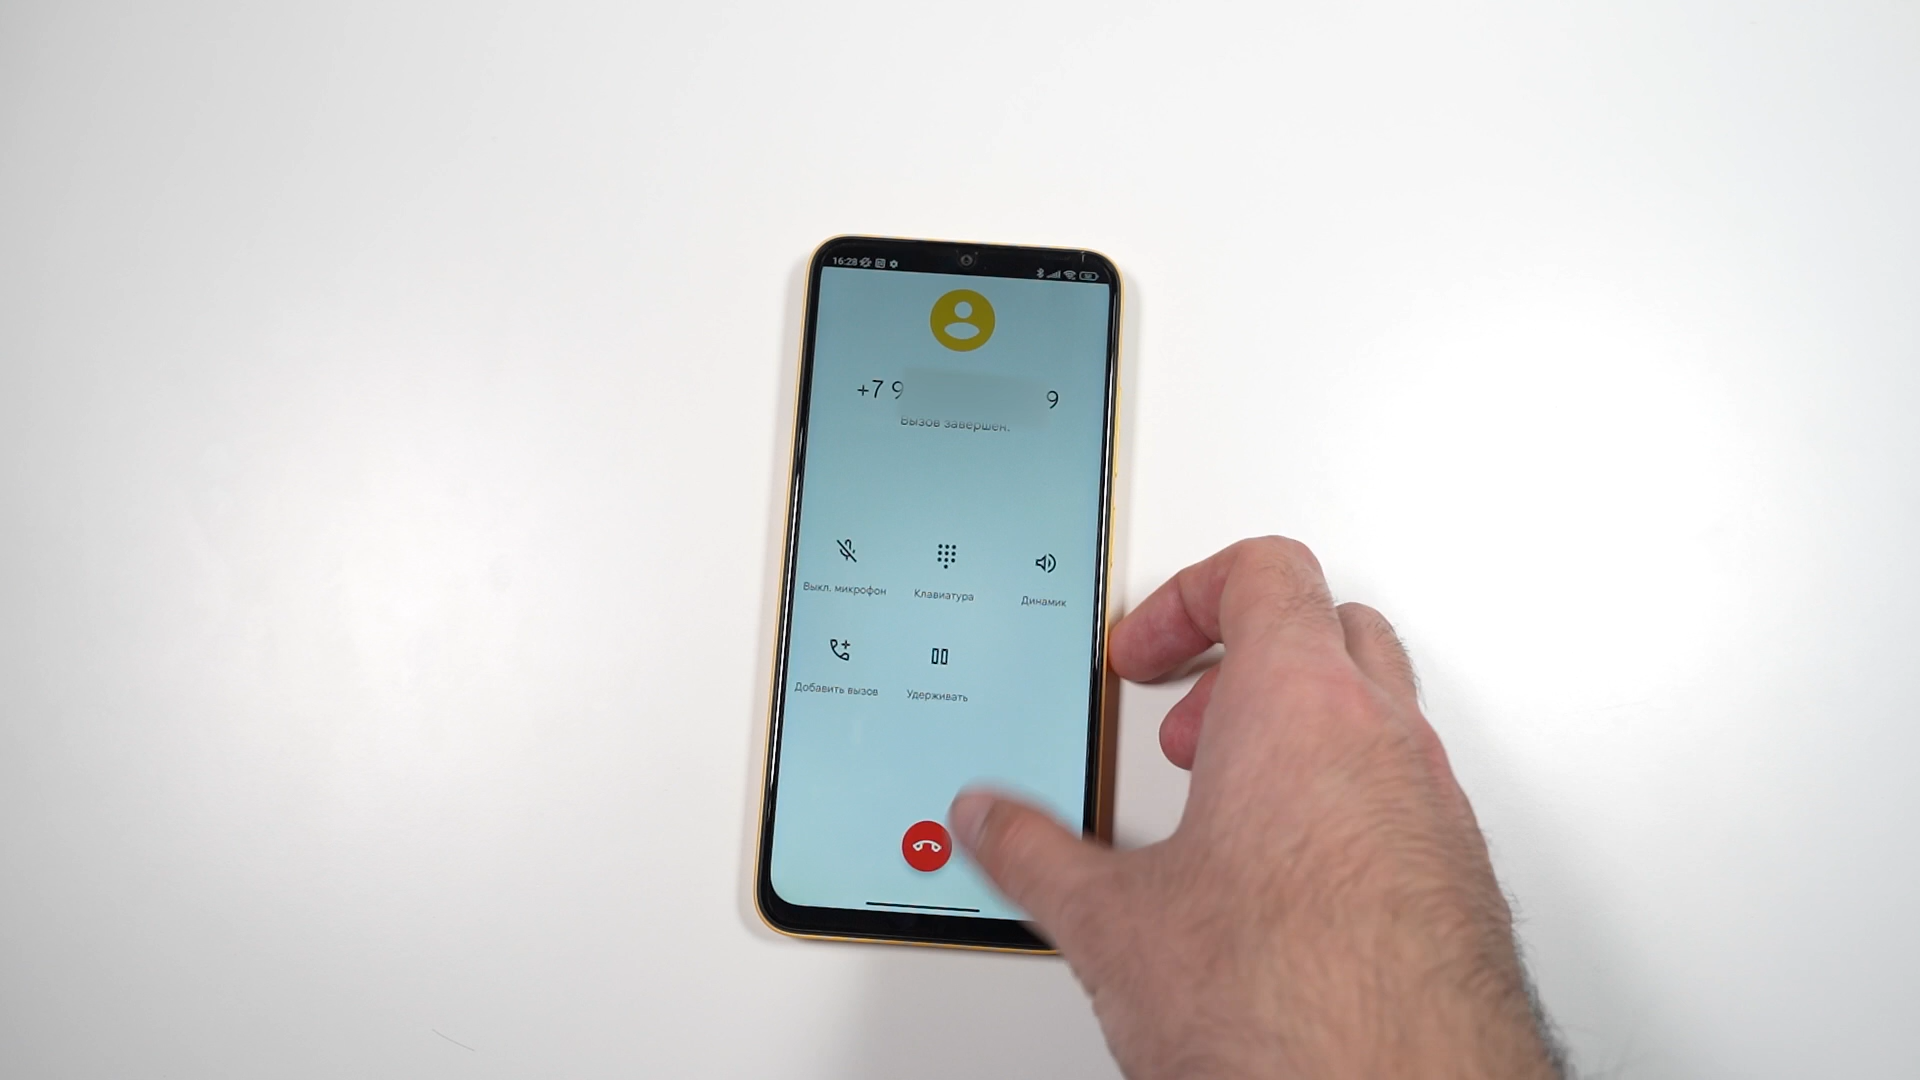 16:28
+7 9 9
Вызов завершен.
Выкл. микрофон Клавиатура Динамик
Добавить вызов Удерживать